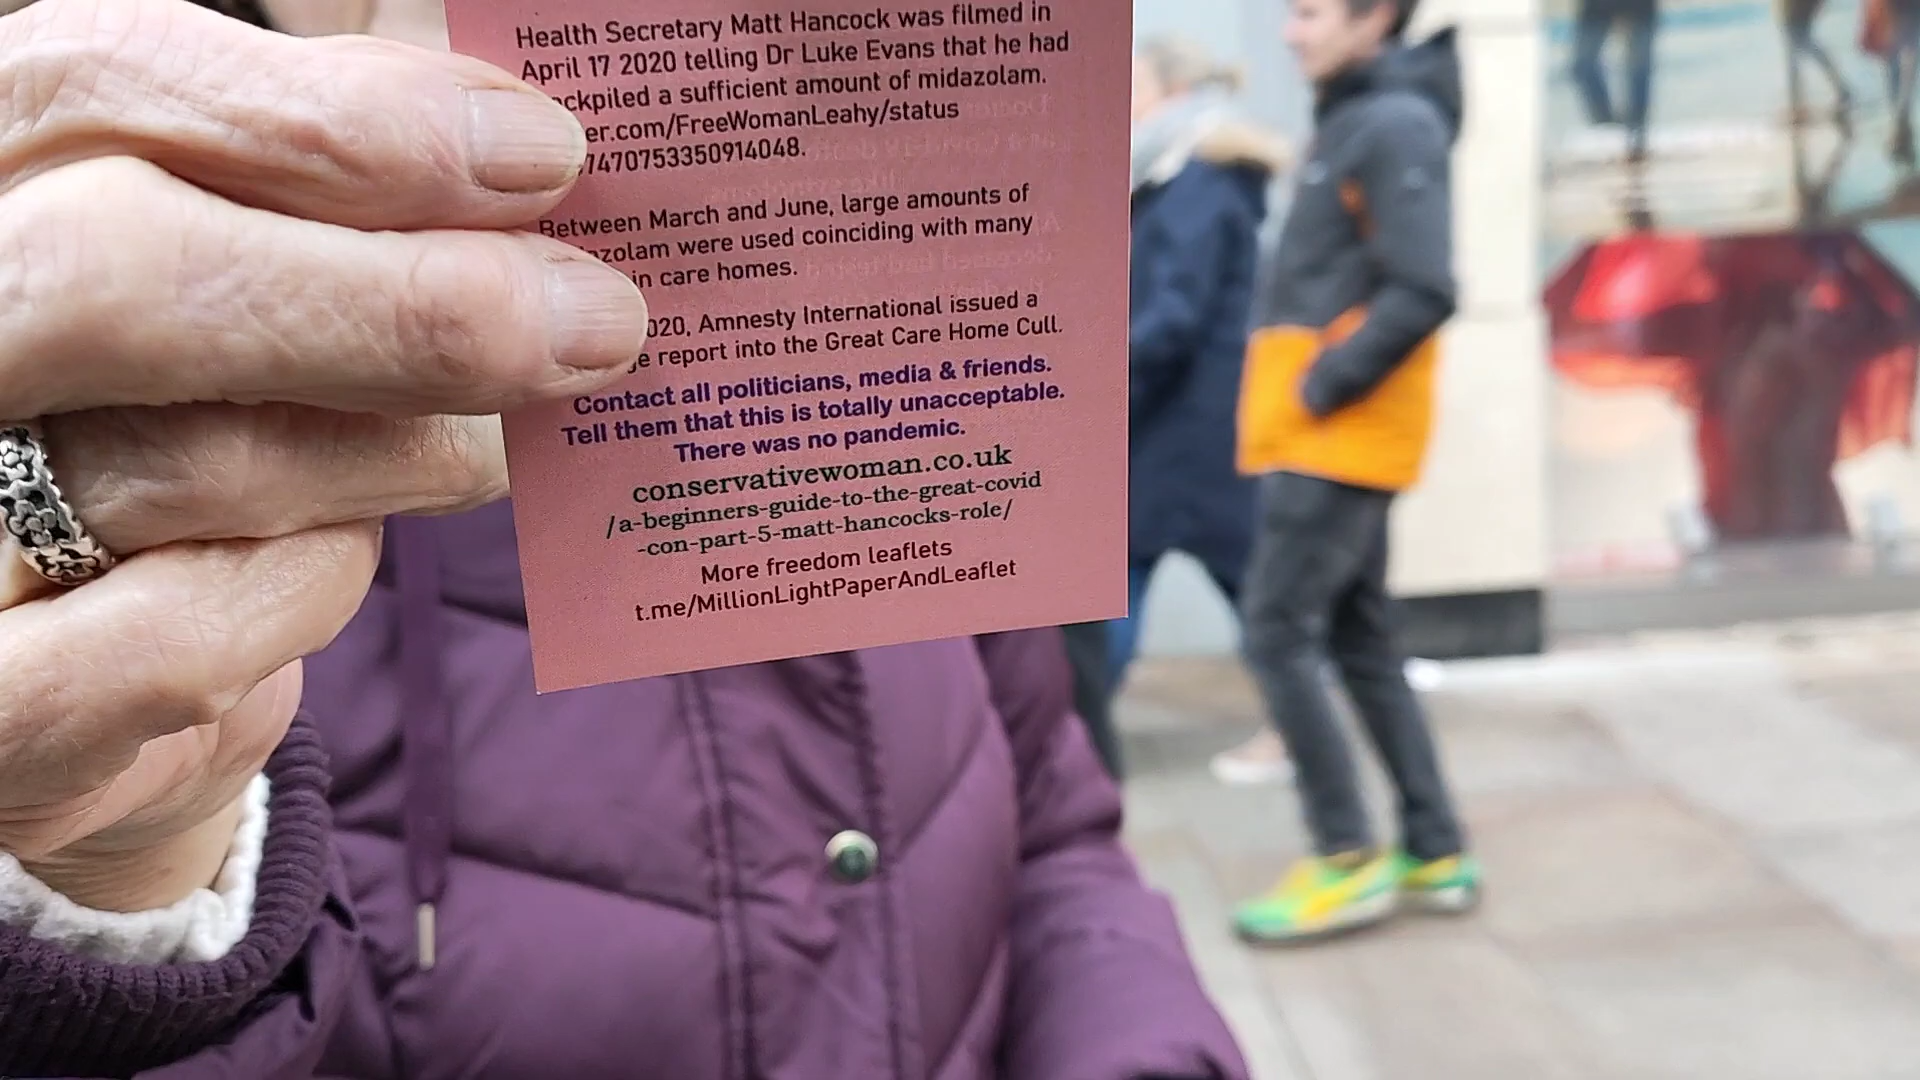 Health Secretary Matt Hancock was filmed in
April 17 2020 telling Dr Luke Evans that he had
ckpiled a sufficient amount of midazolam.
er.com/FreeWomanLeahy/status
7470753350914048.
Between March and June, large amounts of
zolam were used coinciding with many
in care homes.
020, Amnesty International issued a
e report into the Great Care Home Cull.
Contact all politicians, media & friends.
Tell them that this is totally unacceptable.
There was no pandemic.
conservativewoman.co.uk
/a-beginners-guide-to-the-great-covid
-con-part-5-matt-hancocks-role/
More freedom leaflets
t.me/MillionLightPaperAndLeaflet